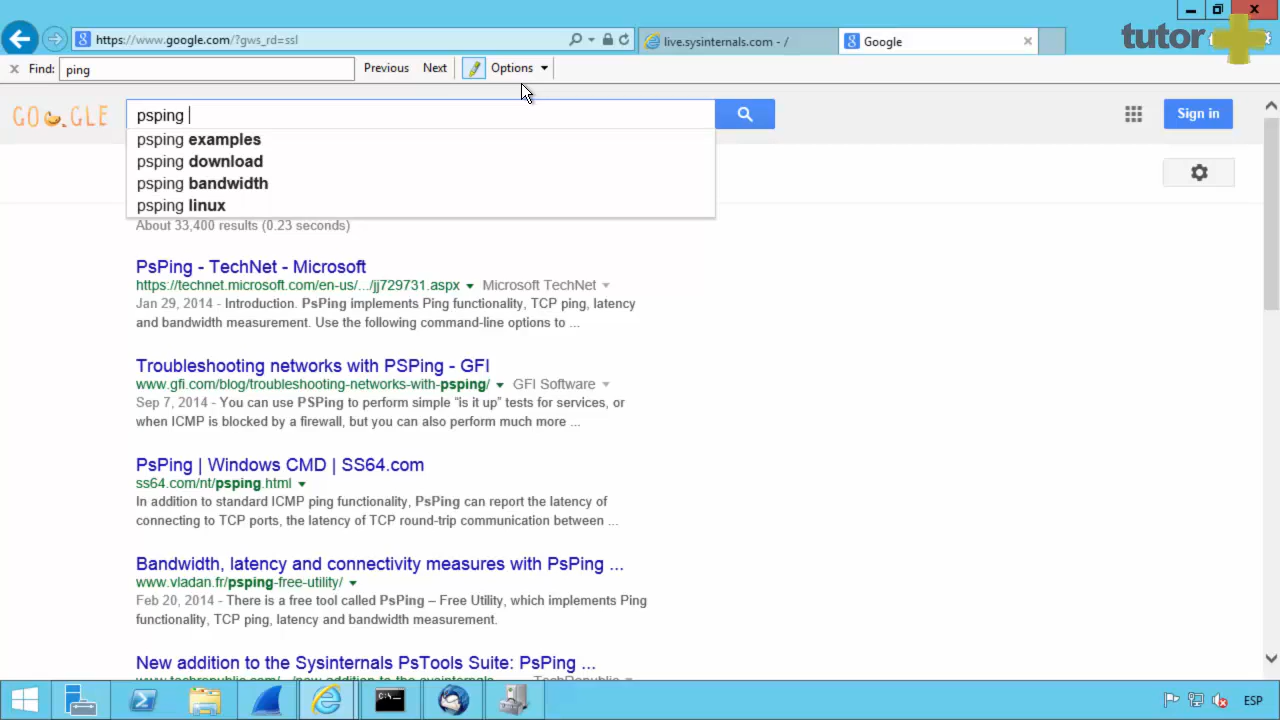 https://www.google.com/?gws_rd=ssl
live.sysinternals.com - /
Google
tutor
x Find: ping Previous Next Options
GO LE
psping
Sign in
psping examples
psping download
psping bandwidth
psping linux
About 33,400 results (0.23 seconds)
PsPing - TechNet - Microsoft
https://technet.microsoft.com/en-us/.../jj729731.aspx Microsoft TechNet
Jan 29, 2014 - Introduction. PsPing implements Ping functionality, TCP ping, latency
and bandwidth measurement. Use the following command-line options to ...
Troubleshooting networks with PSPing - GFI
www.gfi.com/blog/troubleshooting-networks-with-psping/ GFI Software
Sep 7, 2014 - You can use PSPing to perform simple “is it up” tests for services, or
when ICMP is blocked by a firewall, but you can also perform much more ...
PsPing | Windows CMD | SS64.com
ss64.com/nt/psping.html
In addition to standard ICMP ping functionality, PsPing can report the latency of
connecting to TCP ports, the latency of TCP round-trip communication between ...
Bandwidth, latency and connectivity measures with PsPing ...
www.vladan.fr/psping-free-utility/
Feb 20, 2014 - There is a free tool called PsPing – Free Utility, which implements Ping
functionality, TCP ping, latency and bandwidth measurement.
New addition to the Sysinternals PsTools Suite: PsPing ...
www.techrepublic.../new-addition-to-the-sysinternals... TechRepublic
ESP